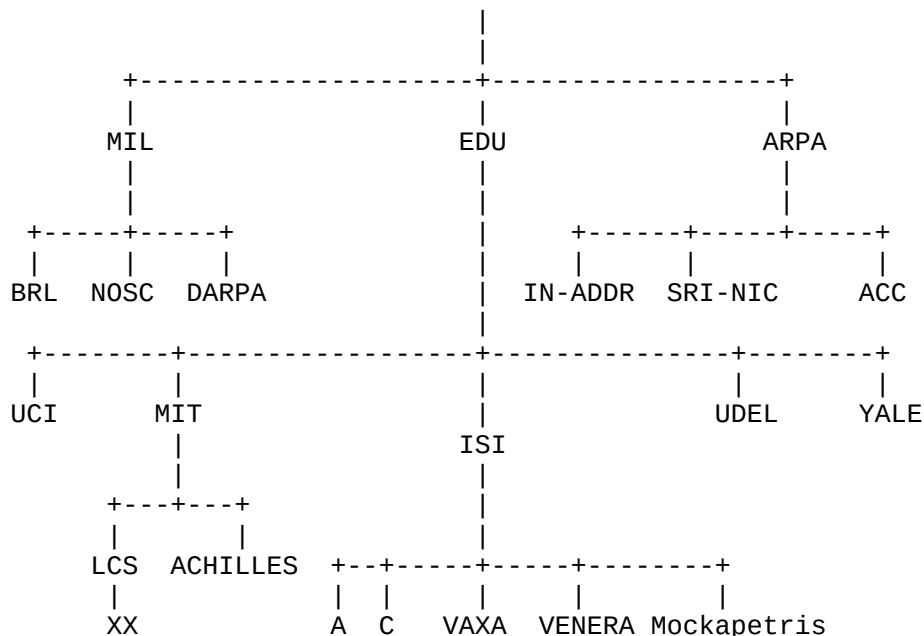 MIL EDU ARPA
BRL NOSC DARPA IN-ADDR SRI-NIC ACC
UCI MIT UDEL YALE
ISI
LCS ACHILLES
XX A C VAXA VENERA Mockapetris